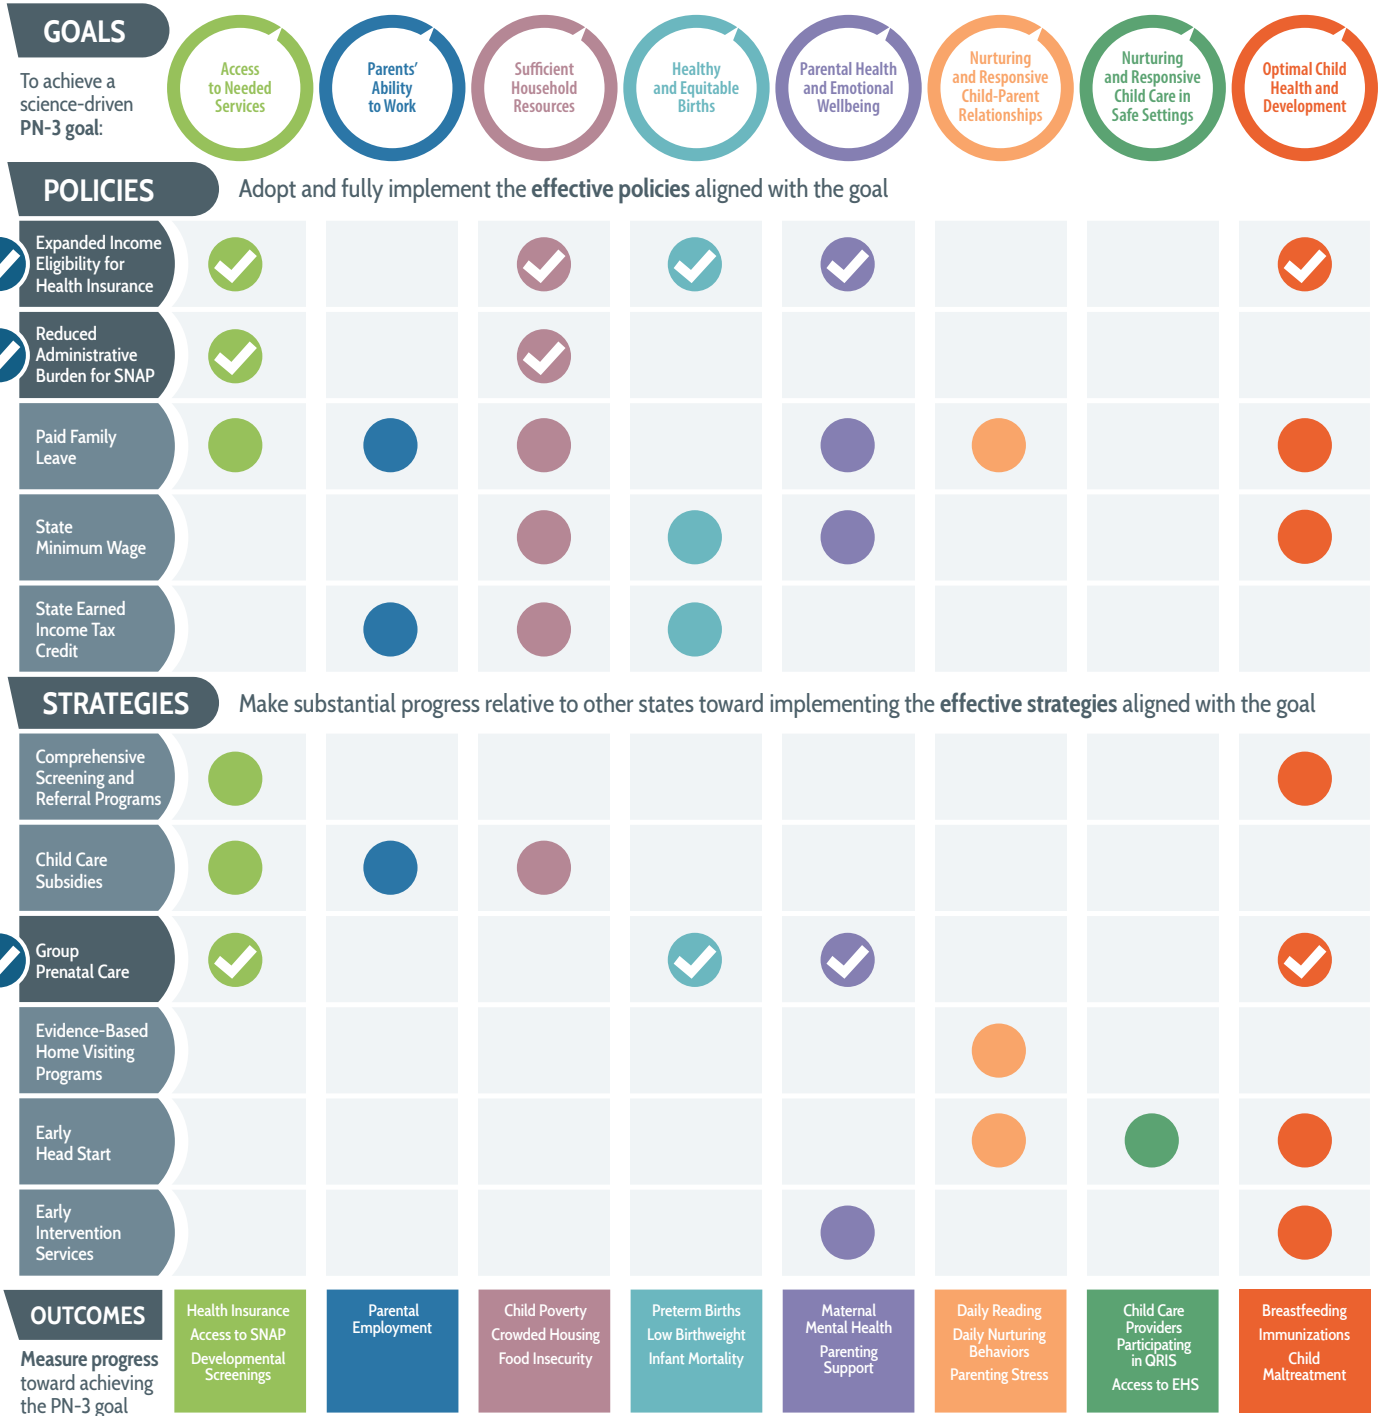 GOALS
To achieve a
science-driven
PN-3 goal:
Access
to Needed
Services
Parents’
Ability
to Work
Sufficient
Household
Resources
Healthy
and Equitable
Births
Parental Health
and Emotional
Wellbeing
Nurturing
and Responsive
Child-Parent
Relationships
Nurturing
and Responsive
Child Care in
Safe Settings
Optimal Child
Health and
Development
POLICIES
Adopt and fully implement the effective policies aligned with the goal
Expanded Income
Eligibility for
Health Insurance
Reduced
Administrative
Burden for SNAP
Paid Family
Leave
State
Minimum Wage
State Earned
Income Tax
Credit
STRATEGIES
Make substantial progress relative to other states toward implementing the effective strategies aligned with the goal
Comprehensive
Screening and
Referral Programs
Child Care
Subsidies
Group
Prenatal Care
Evidence-Based
Home Visiting
Programs
Early
Head Start
Early
Intervention
Services
OUTCOMES
Measure progress
toward achieving
the PN-3 goal
Health Insurance
Access to SNAP
Developmental
Screenings
Parental
Employment
Child Poverty
Crowded Housing
Food Insecurity
Preterm Births
Low Birthweight
Infant Mortality
Maternal
Mental Health
Parenting
Support
Daily Reading
Daily Nurturing
Behaviors
Parenting Stress
Child Care
Providers
Participating
in QRIS
Access to EHS
Breastfeeding
Immunizations
Child
Maltreatment